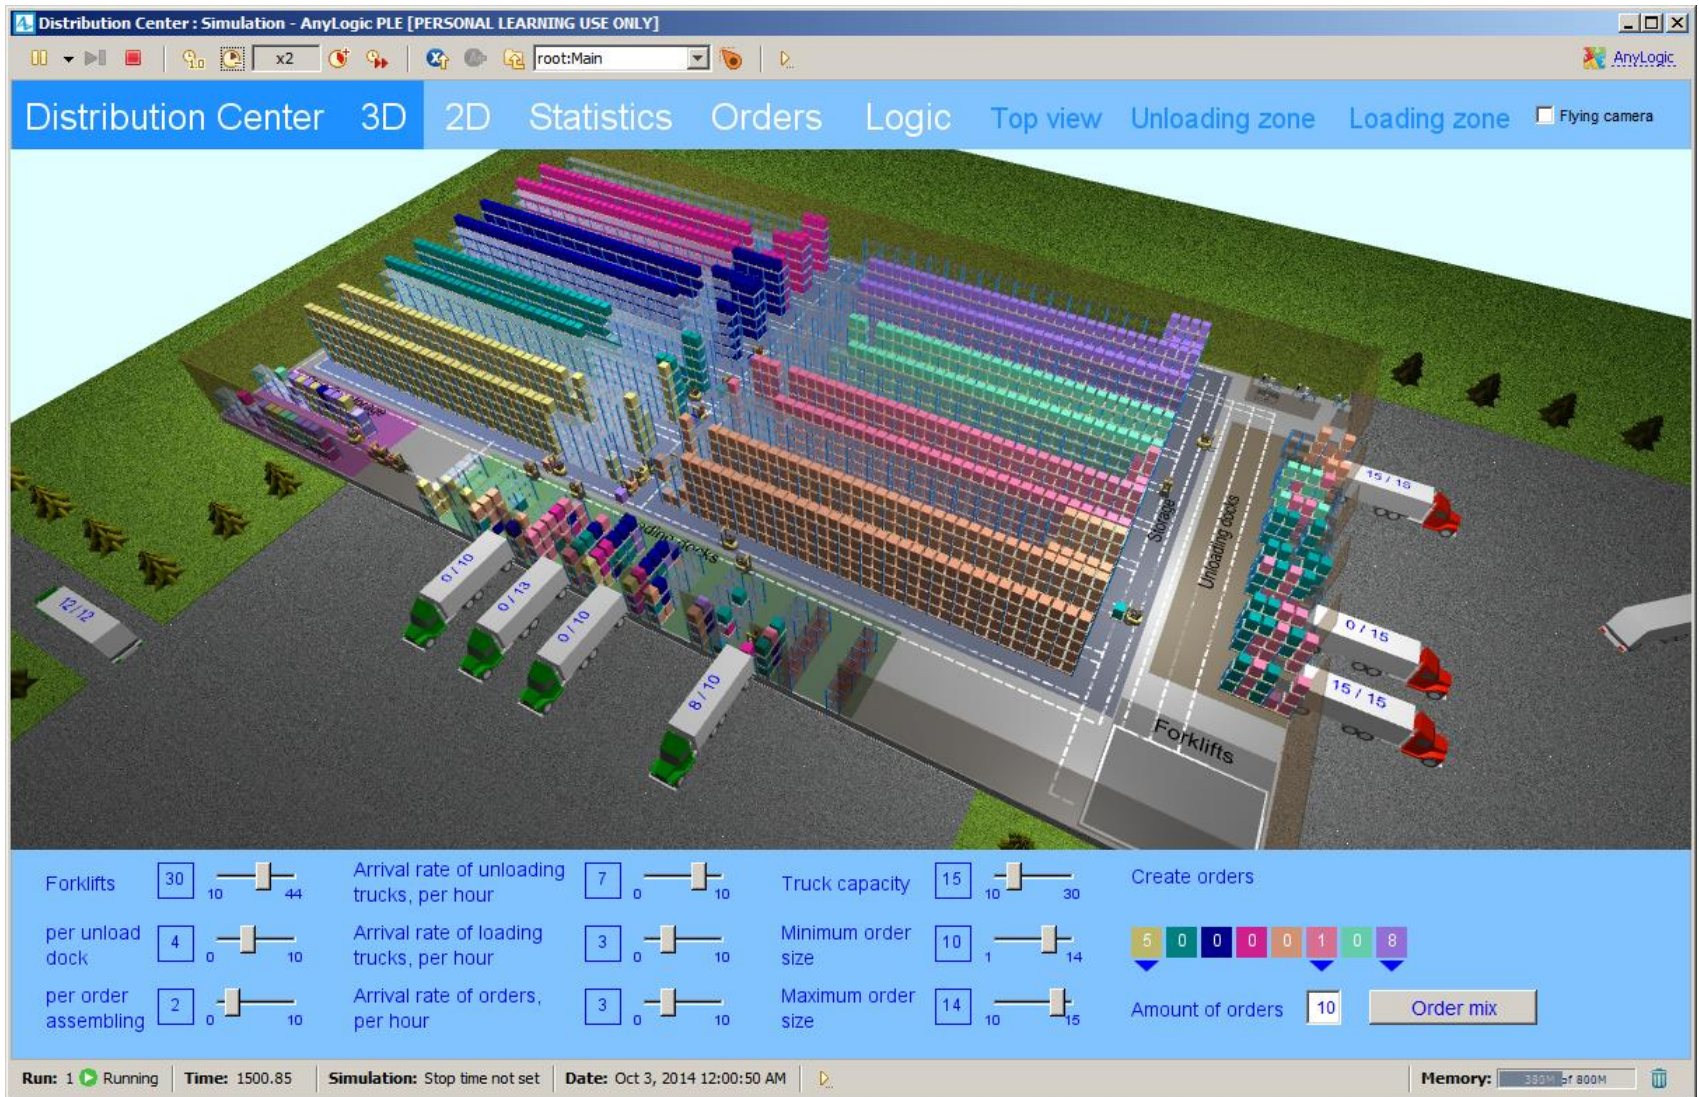 Distribution Center : Simulation - AnyLogic PLE [PERSONAL LEARNING USE ONLY]
x2
root:Main
AnyLogic
Distribution Center 3D 2D Statistics Orders Logic Top view Unloading zone Loading zone Flying camera
15 / 15
Storage
Unloading docks
ding docks
0 / 10
0 / 13
0 / 10
12/12
0 / 15
8 / 10
15 / 15
Forklifts
Forklifts 30 10 44
Arrival rate of unloading
trucks, per hour 7 0 10
Truck capacity 15 10 30
Create orders
per unload
dock 4 0 10
Arrival rate of loading
trucks, per hour 3 0 10
Minimum order
size 10 1 14
5 0 0 0 0 1 0 8
per order
assembling 2 0 10
Arrival rate of orders,
per hour 3 0 10
Maximum order
size 14 10 15
Amount of orders 10 Order mix
Run: 1 Running Time: 1500.85 Simulation: Stop time not set Date: Oct 3, 2014 12:00:50 AM Memory: of 800M